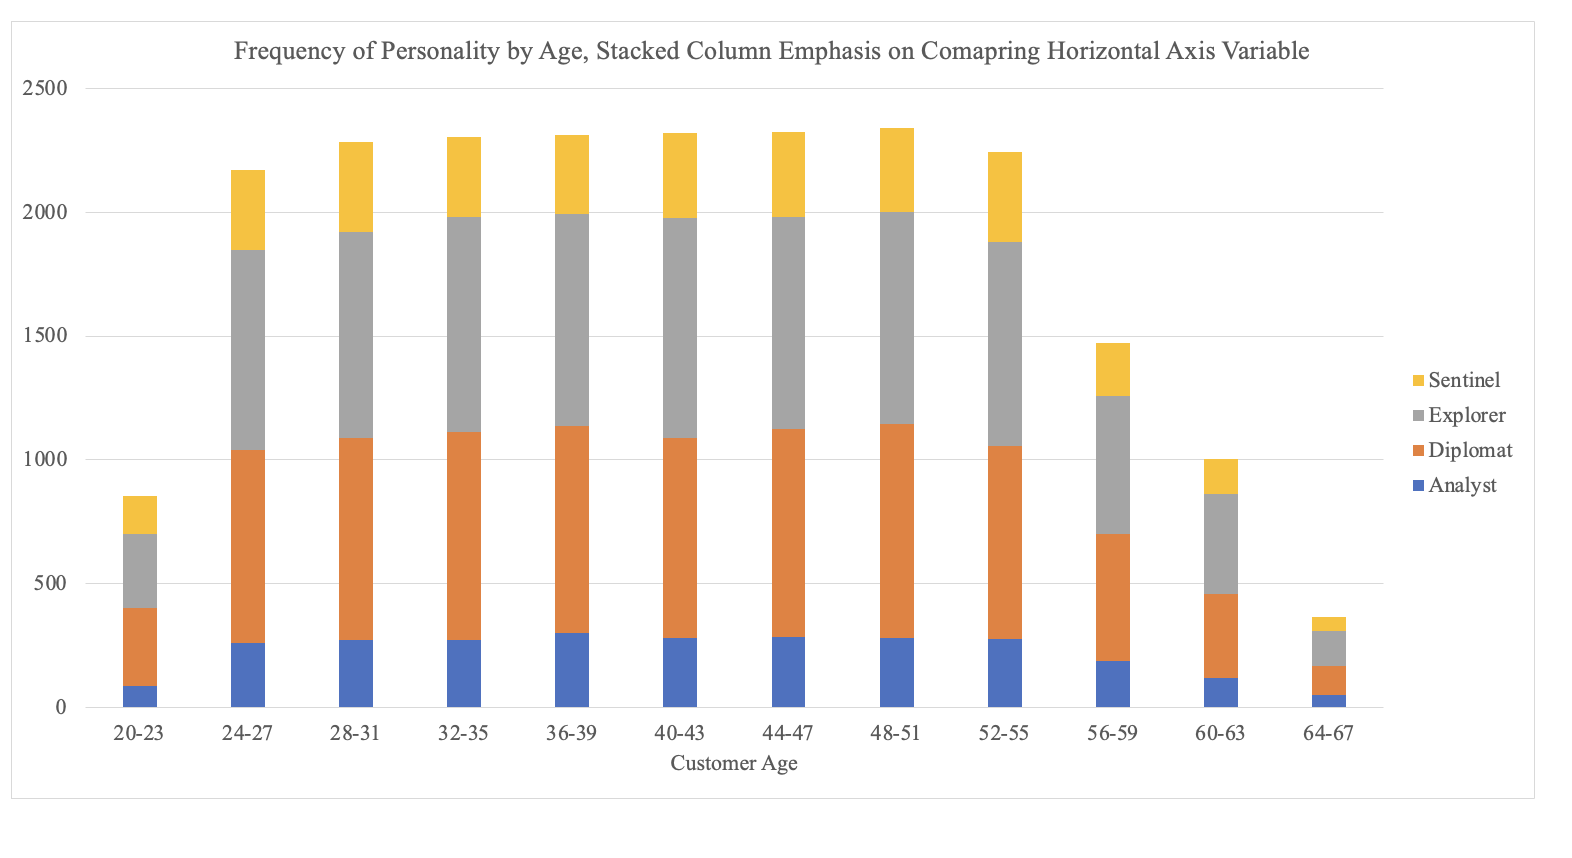 Frequency of Personality by Age, Stacked Column Emphasis on Comapring Horizontal Axis Variable
2500
2000
1500
1000
500
0
20-23 24-27 28-31 32-35 36-39 40-43 44-47 48-51 52-55 56-59 60-63 64-67
Customer Age
Sentinel
Explorer
Diplomat
Analyst